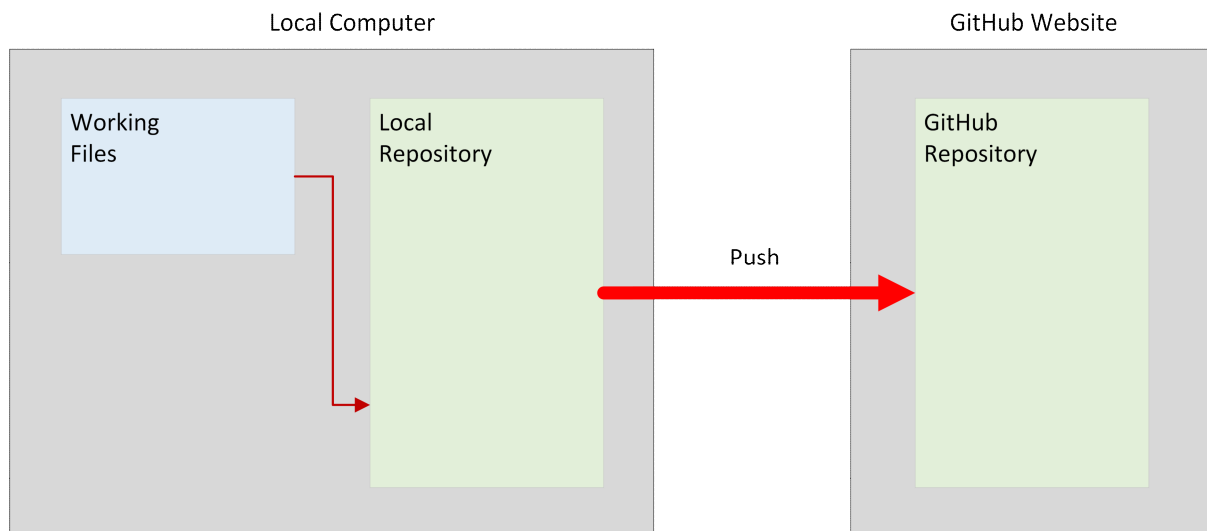 Local Computer
GitHub Website
Working
Files
Local
Repository
GitHub
Repository
Push